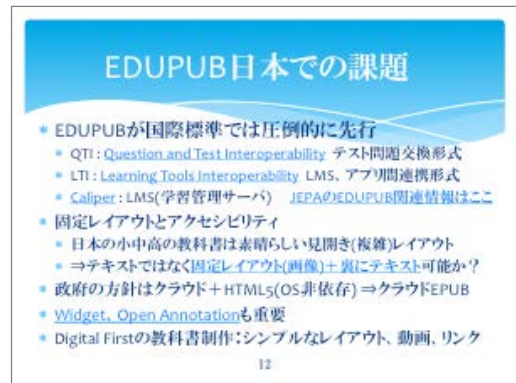 EDUPUB日本での課題
* EDUPUBが国際標準では圧倒的に先行
* QTI : Question and Test Interoperability テスト問題交換形式
* LTI : Learning Tools Interoperability LMS、アプリ間連携形式
* Caliper : LMS(学習管理サーバ) JEPAのEDUPUB関連情報はここ
* 固定レイアウトとアクセシビリティ
* 日本の小中高の教科書は素晴らしい見開き(複雑)レイアウト
* ⇒テキストではなく固定レイアウト(画像)+ 裏にテキスト可能か?
* 政府の方針はクラウド+HTML5(OS非依存) ⇒クラウドEPUB
* Widget, Open Annotationも重要
* Digital Firstの教科書制作:シンプルなレイアウト、動画、リンク
12